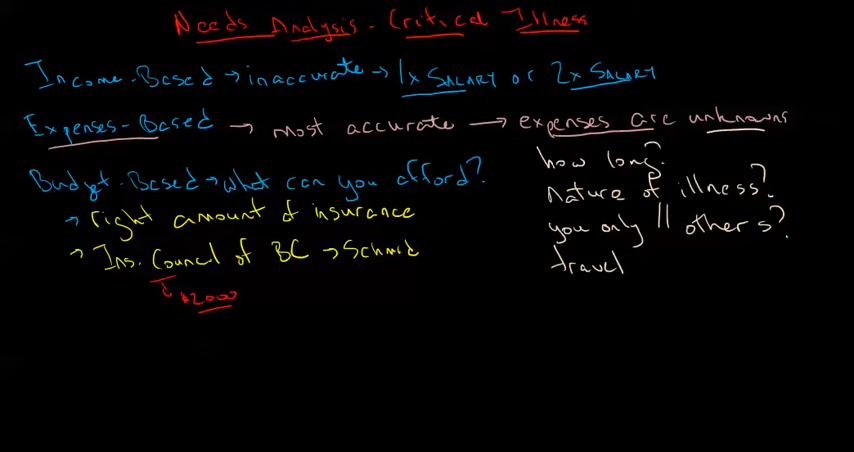 Needs Analysis - Critical Illness
Income-Based → inaccurate → 1x SALARY or 2x SALARY
Expenses-Based → most accurate → expenses are unknowns
how long?
Budget-Based → what can you afford?
nature of illness?
→ right amount of insurance
you only || others?
→ Ins. Council of BC → Schmid
travel
↳ $2000